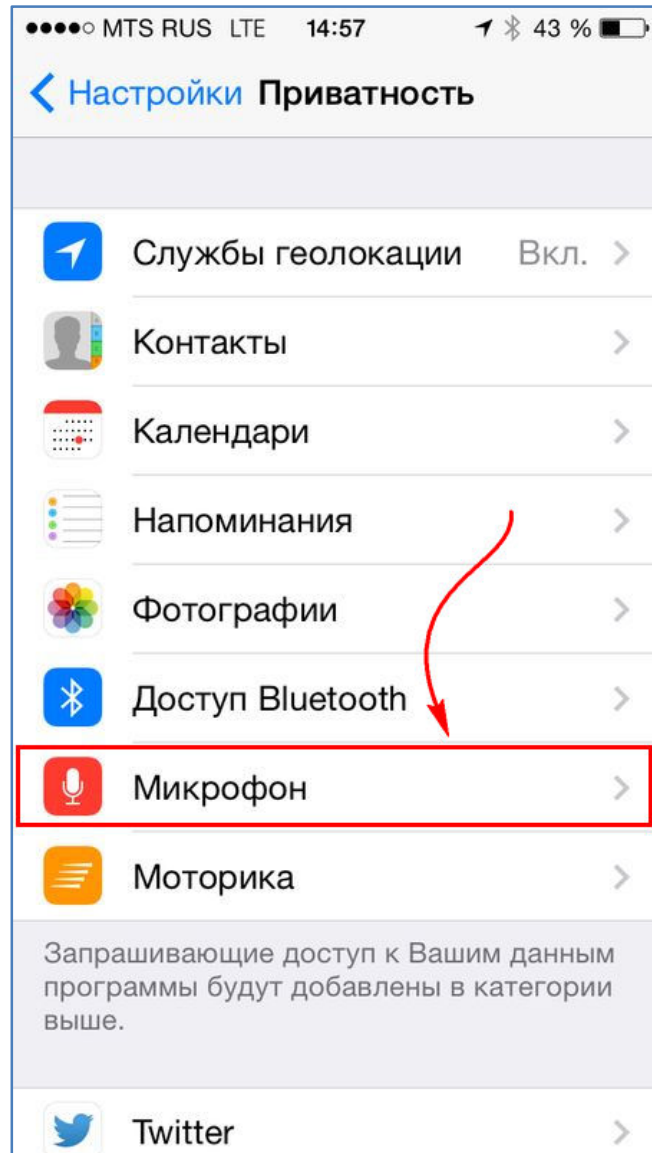 MTS RUS LTE 14:57 43 %
Настройки Приватность
Службы геолокации Вкл.
Контакты
Календари
Напоминания
Фотографии
Доступ Bluetooth
Микрофон
Моторика
Запрашивающие доступ к Вашим данным
программы будут добавлены в категории
выше.
Twitter